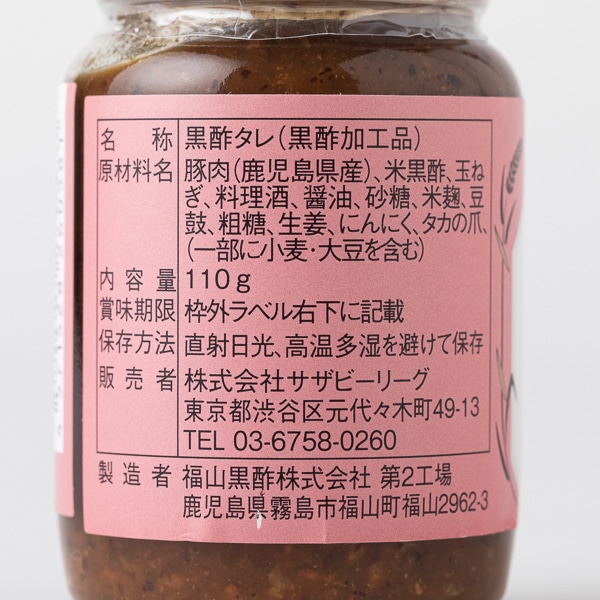 名称 黒酢タレ(黒酢加工品)
原材料名 豚肉(鹿児島県産)、米黒酢、玉ね
ぎ、料理酒、醤油、砂糖、米麹、豆
鼓、粗糖、生姜、にんにく、タカの爪、
(一部に小麦・大豆を含む)
内容量 110g
賞味期限 枠外ラベル右下に記載
保存方法 直射日光、高温多湿を避けて保存
販売者 株式会社サザビーリーグ
東京都渋谷区元代々木町49-13
TEL 03-6758-0260
製造者 福山黒酢株式会社 第2工場
鹿児島県霧島市福山町福山2962-3